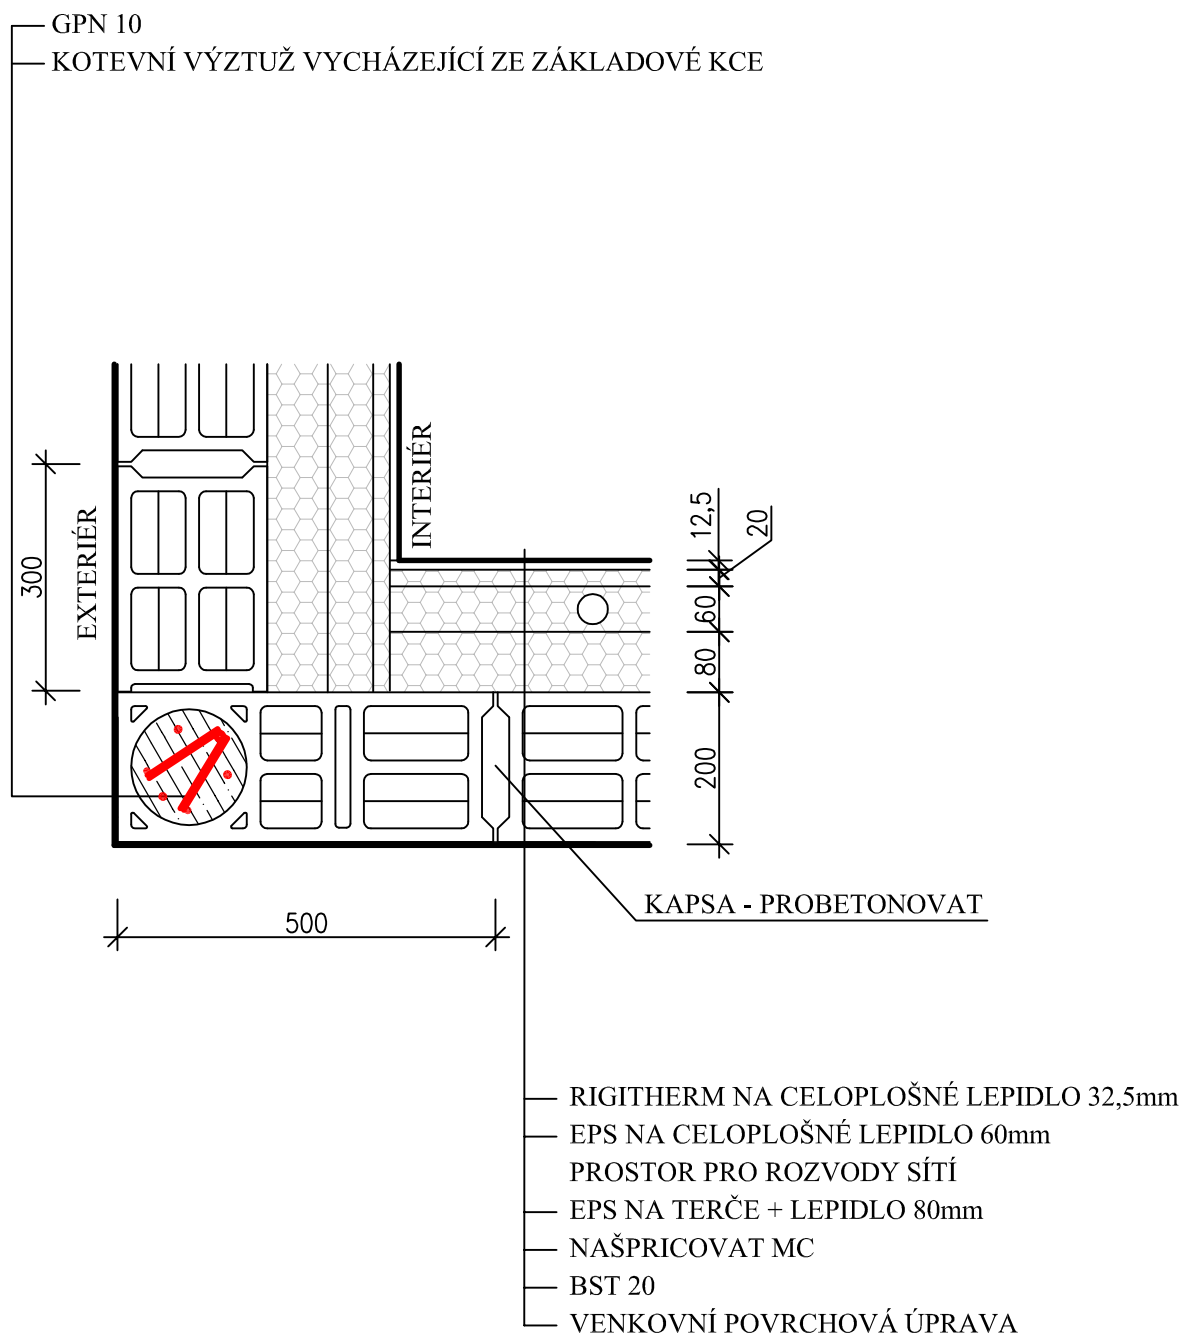 GPN 10
KOTEVNÍ VÝZTUŽ VYCHÁZEJÍCÍ ZE ZÁKLADOVÉ KCE
EXTERIÉR
INTERIÉR
300
12,5
20
60
80
200
500
KAPSA - PROBETONOVAT
RIGITHERM NA CELOPLOŠNÉ LEPIDLO 32,5mm
EPS NA CELOPLOŠNÉ LEPIDLO 60mm
PROSTOR PRO ROZVODY SÍTÍ
EPS NA TERČE + LEPIDLO 80mm
NAŠPRICOVAT MC
BST 20
VENKOVNÍ POVRCHOVÁ ÚPRAVA